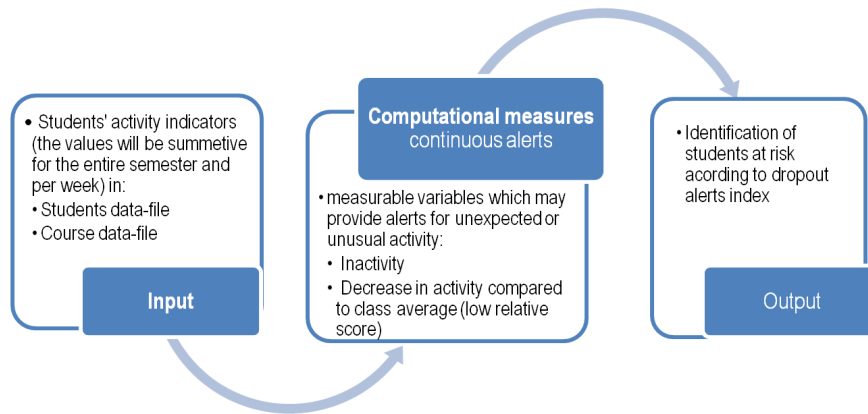 • Students' activity indicators
(the values will be summetive
for the entire semester and
per week) in:
• Students data-file
• Course data-file
Input
Computational measures
continuous alerts
• measurable variables which may
provide alerts for unexpected or
unusual activity:
• Inactivity
• Decrease in activity compared
to class average (low relative
score)
• Identification of
students at risk
acording to dropout
alerts index
Output